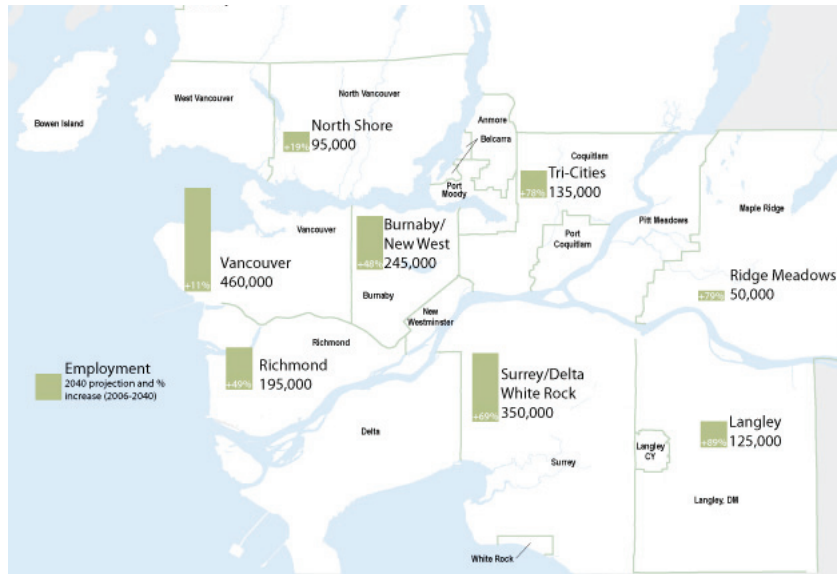 West Vancouver
North Vancouver
Bowen Island
North Shore
+19% 95,000
Anmore
Belcarra
Port
Moody
Coquitlam
Tri-Cities
+78% 135,000
Port
Coquitlam
Pitt Meadows
Maple Ridge
Vancouver
Vancouver
+11% 460,000
Burnaby/
New West
+48% 245,000
Burnaby
New
Westminster
Ridge Meadows
+79% 50,000
Richmond
Richmond
+49% 195,000
Employment
2040 projection and %
increase (2006-2040)
Surrey/Delta
White Rock
+69% 350,000
Delta
Surrey
Langley
CY
Langley
+89% 125,000
Langley, DM
White Rock